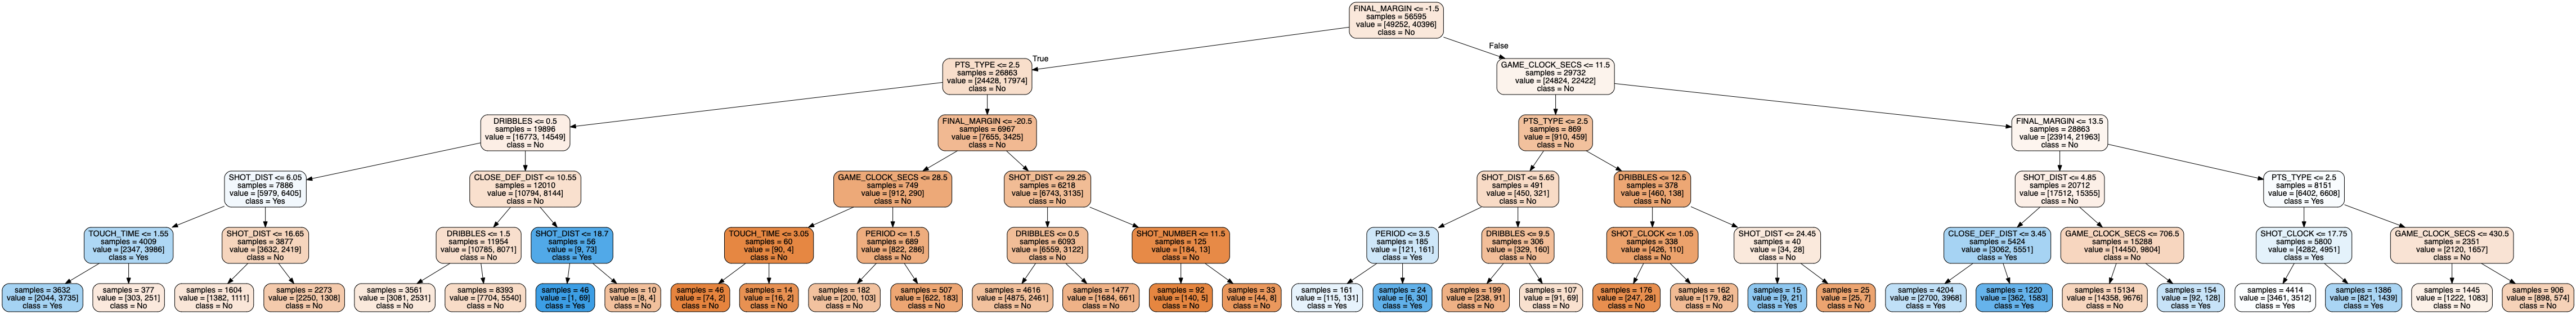 FINAL_MARGIN <= -1.5
samples = 56595
value = [49252, 40396]
class = No
True
False
PTS_TYPE <= 2.5
samples = 26863
value = [24428, 17974]
class = No
GAME_CLOCK_SECS <= 11.5
samples = 29732
value = [24824, 22422]
class = No
DRIBBLES <= 0.5
samples = 19896
value = [16773, 14549]
class = No
FINAL_MARGIN <= -20.5
samples = 6967
value = [7655, 3425]
class = No
PTS_TYPE <= 2.5
samples = 869
value = [910, 459]
class = No
FINAL_MARGIN <= 13.5
samples = 28863
value = [23914, 21963]
class = No
SHOT_DIST <= 6.05
samples = 7886
value = [5979, 6405]
class = Yes
CLOSE_DEF_DIST <= 10.55
samples = 12010
value = [10794, 8144]
class = No
GAME_CLOCK_SECS <= 28.5
samples = 749
value = [912, 290]
class = No
SHOT_DIST <= 29.25
samples = 6218
value = [6743, 3135]
class = No
SHOT_DIST <= 5.65
samples = 491
value = [450, 321]
class = No
DRIBBLES <= 12.5
samples = 378
value = [460, 138]
class = No
SHOT_DIST <= 4.85
samples = 20712
value = [17512, 15355]
class = No
PTS_TYPE <= 2.5
samples = 8151
value = [6402, 6608]
class = Yes
TOUCH_TIME <= 1.55
samples = 4009
value = [2347, 3986]
class = Yes
SHOT_DIST <= 16.65
samples = 3877
value = [3632, 2419]
class = No
DRIBBLES <= 1.5
samples = 11954
value = [10785, 8071]
class = No
SHOT_DIST <= 18.7
samples = 56
value = [9, 73]
class = Yes
TOUCH_TIME <= 3.05
samples = 60
value = [90, 4]
class = No
PERIOD <= 1.5
samples = 689
value = [822, 286]
class = No
DRIBBLES <= 0.5
samples = 6093
value = [6559, 3122]
class = No
SHOT_NUMBER <= 11.5
samples = 125
value = [184, 13]
class = No
PERIOD <= 3.5
samples = 185
value = [121, 161]
class = Yes
DRIBBLES <= 9.5
samples = 306
value = [329, 160]
class = No
SHOT_CLOCK <= 1.05
samples = 338
value = [426, 110]
class = No
SHOT_DIST <= 24.45
samples = 40
value = [34, 28]
class = No
CLOSE_DEF_DIST <= 3.45
samples = 5424
value = [3062, 5551]
class = Yes
GAME_CLOCK_SECS <= 706.5
samples = 15288
value = [14450, 9804]
class = No
SHOT_CLOCK <= 17.75
samples = 5800
value = [4282, 4951]
class = Yes
GAME_CLOCK_SECS <= 430.5
samples = 2351
value = [2120, 1657]
class = No
samples = 3632
value = [2044, 3735]
class = Yes
samples = 377
value = [303, 251]
class = No
samples = 1604
value = [1382, 1111]
class = No
samples = 2273
value = [2250, 1308]
class = No
samples = 3561
value = [3081, 2531]
class = No
samples = 8393
value = [7704, 5540]
class = No
samples = 46
value = [1, 69]
class = Yes
samples = 10
value = [8, 4]
class = No
samples = 46
value = [74, 2]
class = No
samples = 14
value = [16, 2]
class = No
samples = 182
value = [200, 103]
class = No
samples = 507
value = [622, 183]
class = No
samples = 4616
value = [4875, 2461]
class = No
samples = 1477
value = [1684, 661]
class = No
samples = 92
value = [140, 5]
class = No
samples = 33
value = [44, 8]
class = No
samples = 161
value = [115, 131]
class = Yes
samples = 24
value = [6, 30]
class = Yes
samples = 199
value = [238, 91]
class = No
samples = 107
value = [91, 69]
class = No
samples = 176
value = [247, 28]
class = No
samples = 162
value = [179, 82]
class = No
samples = 15
value = [9, 21]
class = Yes
samples = 25
value = [25, 7]
class = No
samples = 4204
value = [2700, 3968]
class = Yes
samples = 1220
value = [362, 1583]
class = Yes
samples = 15134
value = [14358, 9676]
class = No
samples = 154
value = [92, 128]
class = Yes
samples = 4414
value = [3461, 3512]
class = Yes
samples = 1386
value = [821, 1439]
class = Yes
samples = 1445
value = [1222, 1083]
class = No
samples = 906
value = [898, 574]
class = No